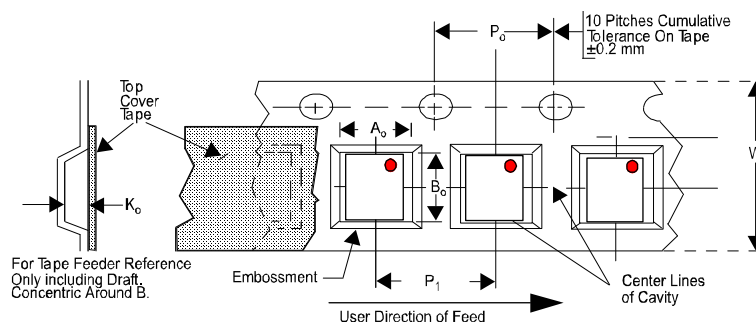 10 Pitches Cumulative
Tolerance On Tape
±0.2 mm
Po
Top
Cover
Tape
Ao
W
Bo
Ko
For Tape Feeder Reference
Only including Draft.
Concentric Around B.
Embossment
P1
Center Lines
of Cavity
User Direction of Feed